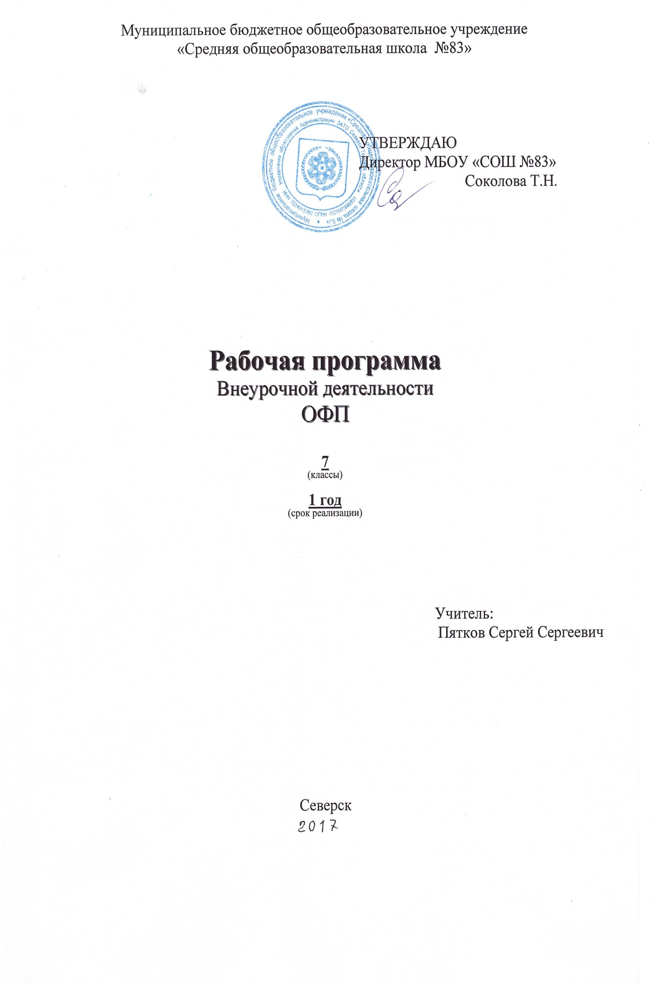 Муниципальное бюджетное общеобразовательное учреждение
«Средняя общеобразовательная школа №83»
Муниципальное бюджетное общеобразовательное учреждение «Средняя общеобразовательная школа № 83»
Управление образования Администрации ЗАТО Северск Томской области
ИНН 7024015760 ОГРН 1027001686931
УТВЕРЖДАЮ
Директор МБОУ «СОШ №83»
Соколова Т.Н.
Рабочая программа
Внеурочной деятельности
ОФП
7
(классы)
1 год
(срок реализации)
Учитель:
Пятков Сергей Сергеевич
Северск
2017